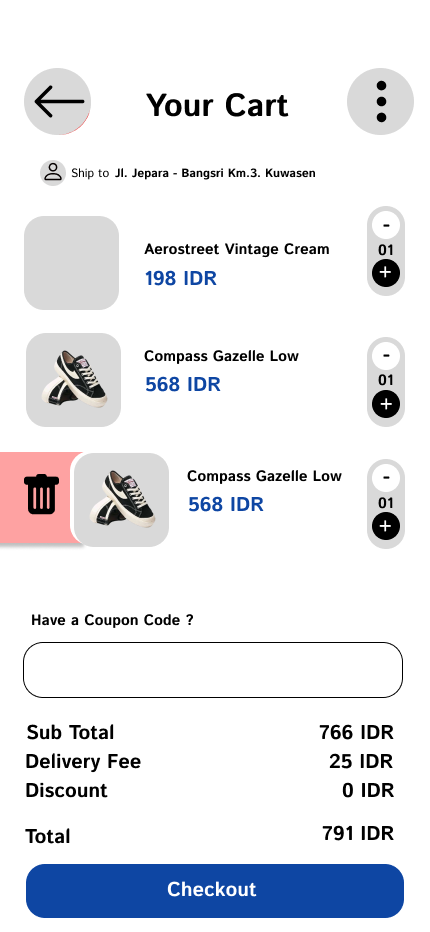 Your Cart
Ship to Jl. Jepara - Bangsri Km.3. Kuwasen
-
Aerostreet Vintage Cream
01
198 IDR
+
-
Compass Gazelle Low
01
568 IDR
+
-
Compass Gazelle Low
01
568 IDR
+
Have a Coupon Code ?
Sub Total 766 IDR
Delivery Fee 25 IDR
Discount 0 IDR
Total 791 IDR
Checkout